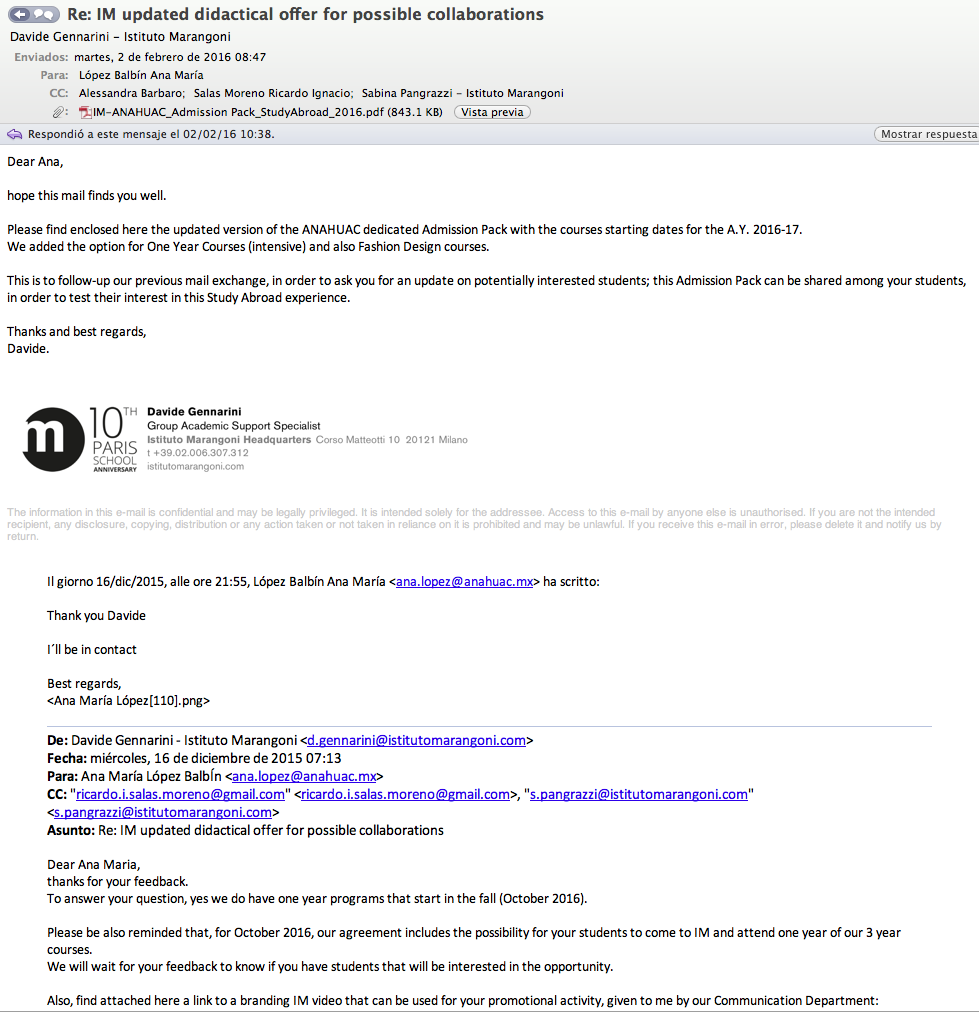 Re: IM updated didactical offer for possible collaborations
Davide Gennarini – Istituto Marangoni
Enviados: martes, 2 de febrero de 2016 08:47
Para: López Balbín Ana María
CC: Alessandra Barbaro; Salas Moreno Ricardo Ignacio; Sabina Pangrazzi – Istituto Marangoni
IM–ANAHUAC_Admission Pack_StudyAbroad_2016.pdf (843.1 KB) Vista previa
Respondió a este mensaje el 02/02/16 10:38. Mostrar respuesta
Dear Ana,
hope this mail finds you well.
Please find enclosed here the updated version of the ANAHUAC dedicated Admission Pack with the courses starting dates for the A.Y. 2016-17.
We added the option for One Year Courses (intensive) and also Fashion Design courses.
This is to follow-up our previous mail exchange, in order to ask you for an update on potentially interested students; this Admission Pack can be shared among your students,
in order to test their interest in this Study Abroad experience.
Thanks and best regards,
Davide.
m 10TH
PARIS
SCHOOL
ANNIVERSARY
Davide Gennarini
Group Academic Support Specialist
Istituto Marangoni Headquarters Corso Matteotti 10 20121 Milano
t +39.02.006.307.312
istitutomarangoni.com
The information in this e-mail is confidential and may be legally privileged. It is intended solely for the addressee. Access to this e-mail by anyone else is unauthorised. If you are not the intended
recipient, any disclosure, copying, distribution or any action taken or not taken in reliance on it is prohibited and may be unlawful. If you receive this e-mail in error, please delete it and notify us by
return.
Il giorno 16/dic/2015, alle ore 21:55, López Balbín Ana María <ana.lopez@anahuac.mx> ha scritto:
Thank you Davide
I´ll be in contact
Best regards,
<Ana María López[110].png>
De: Davide Gennarini - Istituto Marangoni <d.gennarini@istitutomarangoni.com>
Fecha: miércoles, 16 de diciembre de 2015 07:13
Para: Ana María López Balbín <ana.lopez@anahuac.mx>
CC: "ricardo.i.salas.moreno@gmail.com" <ricardo.i.salas.moreno@gmail.com>, "s.pangrazzi@istitutomarangoni.com"
<s.pangrazzi@istitutomarangoni.com>
Asunto: Re: IM updated didactical offer for possible collaborations
Dear Ana Maria,
thanks for your feedback.
To answer your question, yes we do have one year programs that start in the fall (October 2016).
Please be also reminded that, for October 2016, our agreement includes the possibility for your students to come to IM and attend one year of our 3 year
courses.
We will wait for your feedback to know if you have students that will be interested in the opportunity.
Also, find attached here a link to a branding IM video that can be used for your promotional activity, given to me by our Communication Department: